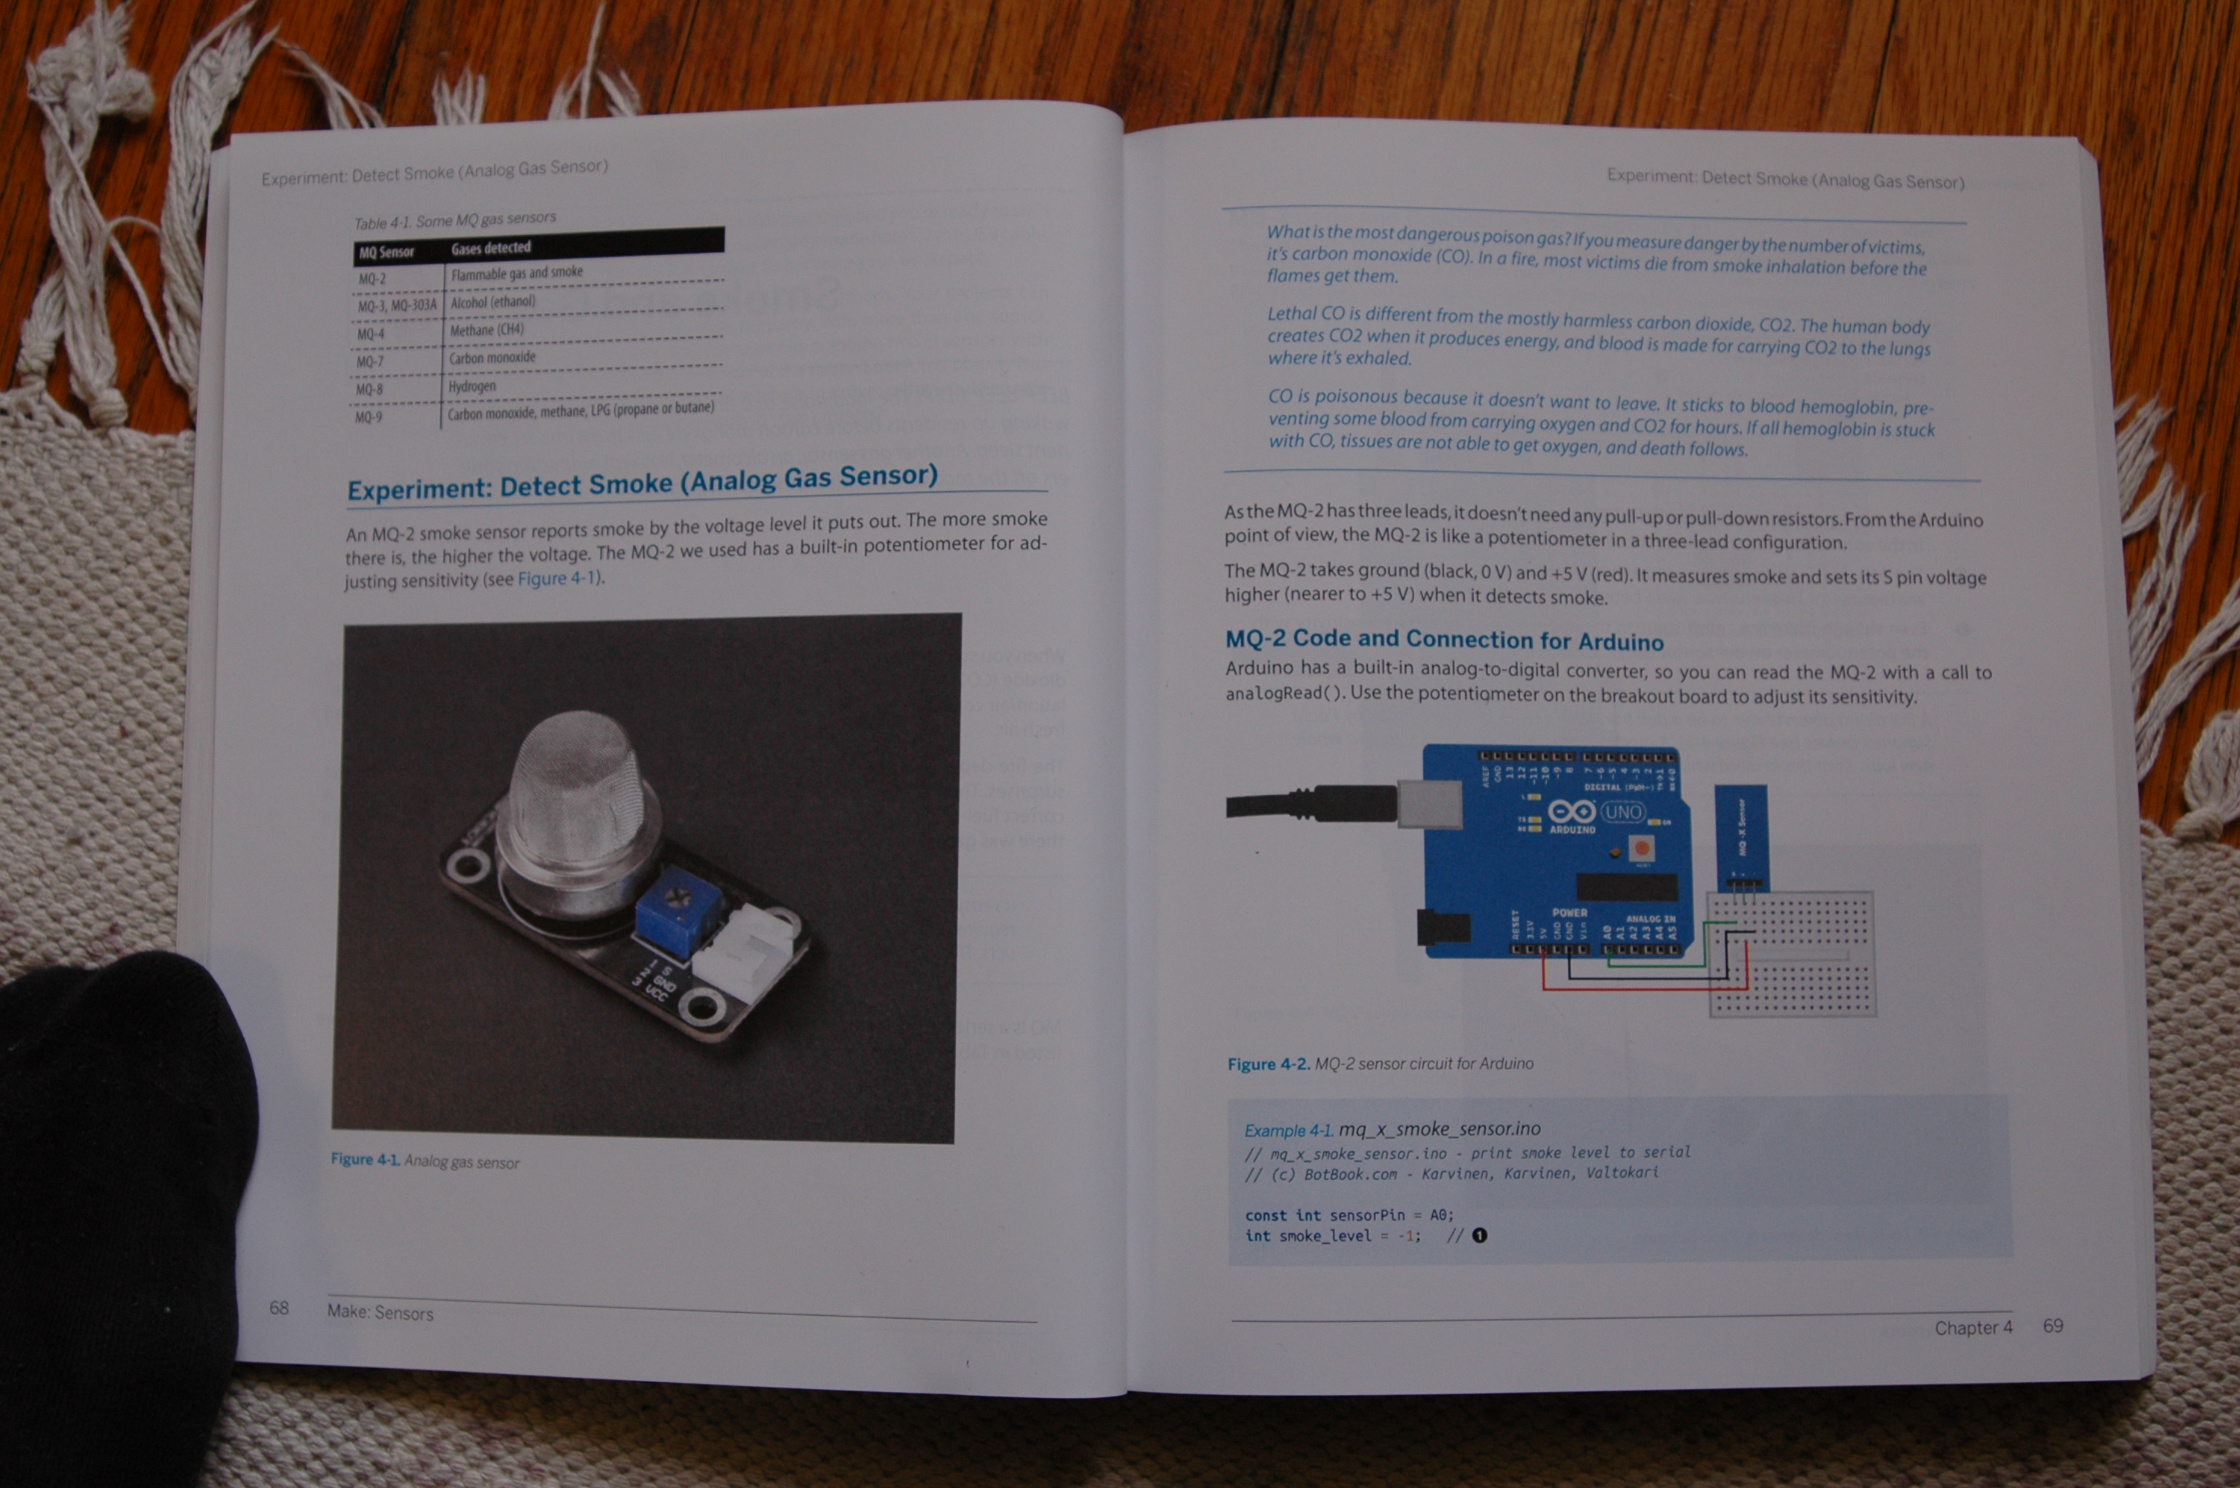 Experiment: Detect Smoke (Analog Gas Sensor)
Table 4-1. Some MQ gas sensors
MQ Sensor Gases detected
MQ-2 Flammable gas and smoke
MQ-3, MQ-303A Alcohol (ethanol)
MQ-4 Methane (CH4)
MQ-7 Carbon monoxide
MQ-8 Hydrogen
MQ-9 Carbon monoxide, methane, LPG (propane or butane)
Experiment: Detect Smoke (Analog Gas Sensor)
An MQ-2 smoke sensor reports smoke by the voltage level it puts out. The more smoke
there is, the higher the voltage. The MQ-2 we used has a built-in potentiometer for ad-
justing sensitivity (see Figure 4-1).
1 S
2 GND
3 VCC
Figure 4-1. Analog gas sensor
68 Make: Sensors
Experiment: Detect Smoke (Analog Gas Sensor)
What is the most dangerous poison gas? If you measure danger by the number of victims,
it's carbon monoxide (CO). In a fire, most victims die from smoke inhalation before the
flames get them.
Lethal CO is different from the mostly harmless carbon dioxide, CO2. The human body
creates CO2 when it produces energy, and blood is made for carrying CO2 to the lungs
where it's exhaled.
CO is poisonous because it doesn't want to leave. It sticks to blood hemoglobin, pre-
venting some blood from carrying oxygen and CO2 for hours. If all hemoglobin is stuck
with CO, tissues are not able to get oxygen, and death follows.
As the MQ-2 has three leads, it doesn't need any pull-up or pull-down resistors. From the Arduino
point of view, the MQ-2 is like a potentiometer in a three-lead configuration.
The MQ-2 takes ground (black, 0 V) and +5 V (red). It measures smoke and sets its S pin voltage
higher (nearer to +5 V) when it detects smoke.
MQ-2 Code and Connection for Arduino
Arduino has a built-in analog-to-digital converter, so you can read the MQ-2 with a call to
analogRead(). Use the potentiometer on the breakout board to adjust its sensitivity.
MQ-X Sensor
AREF
GND
13
12
DIGITAL (PWM~)
UNO
ARDUINO
RESET
3.3V
5V
GND
GND
Vin
POWER
A0
A1
A2
A3
A4
A5
ANALOG IN
Figure 4-2. MQ-2 sensor circuit for Arduino
Example 4-1. mq_x_smoke_sensor.ino
// mq_x_smoke_sensor.ino - print smoke level to serial
// (c) BotBook.com - Karvinen, Karvinen, Valtokari
const int sensorPin = A0;
int smoke_level = -1; // ❶
Chapter 4 69